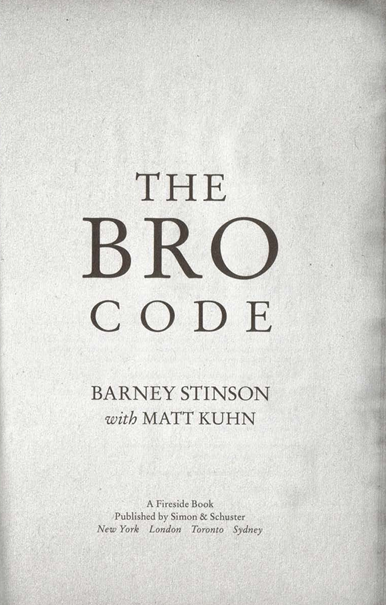 THE
BRO
CODE
BARNEY STINSON
with MATT KUHN
A Fireside Book
Published by Simon & Schuster
New York London Toronto Sydney